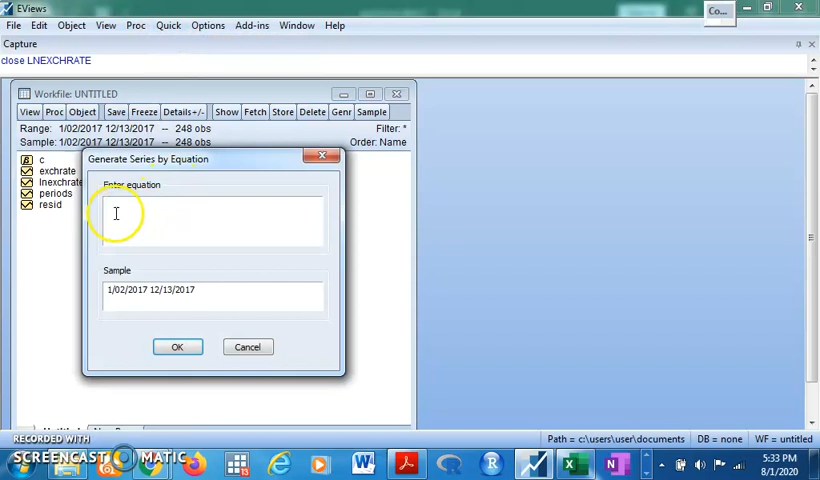 EViews
Co...
File Edit Object View Proc Quick Options Add-ins Window Help
Capture
close LNEXCHRATE
Workfile: UNTITLED
View Proc Object Save Freeze Details+/- Show Fetch Store Delete Genr Sample
Range: 1/02/2017 12/13/2017 -- 248 obs Filter: *
Sample: 1/02/2017 12/13/2017 -- 248 obs Order: Name
c
exchrate
lnexchrate
periods
resid
Generate Series by Equation
Enter equation
Sample
1/02/2017 12/13/2017
OK Cancel
Path = c:\users\user\documents DB = none WF = untitled
RECORDED WITH
SCREENCAST MATIC
5:33 PM
8/1/2020